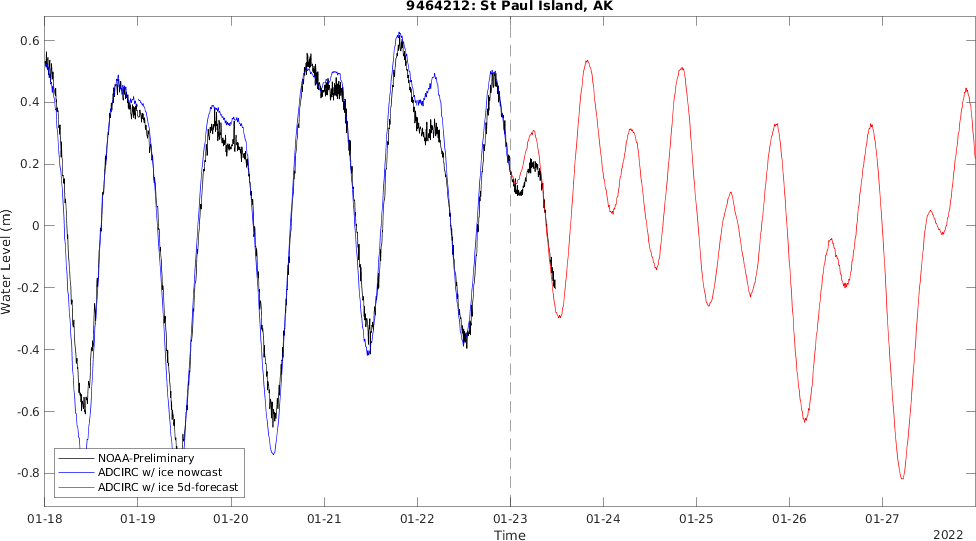 9464212: St Paul Island, AK
Water Level (m)
0.6
0.4
0.2
0
-0.2
-0.4
-0.6
-0.8
NOAA-Preliminary
ADCIRC w/ ice nowcast
ADCIRC w/ ice 5d-forecast
01-18 01-19 01-20 01-21 01-22 01-23 01-24 01-25 01-26 01-27
Time
2022